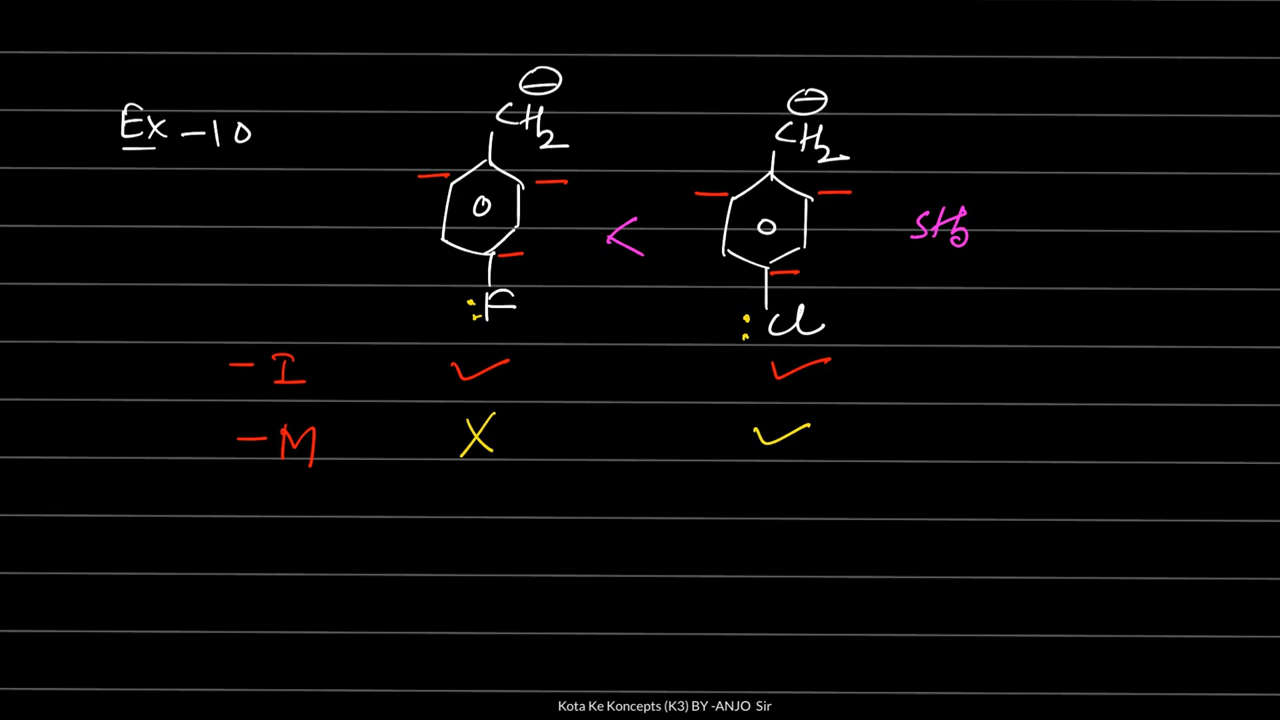 Ex - 10
CH2 ⊖
CH2 ⊖
< Stb
:F
:Cl
- I ✓ ✓
- M X ✓
Kota Ke Koncepts (K3) BY -ANJO Sir